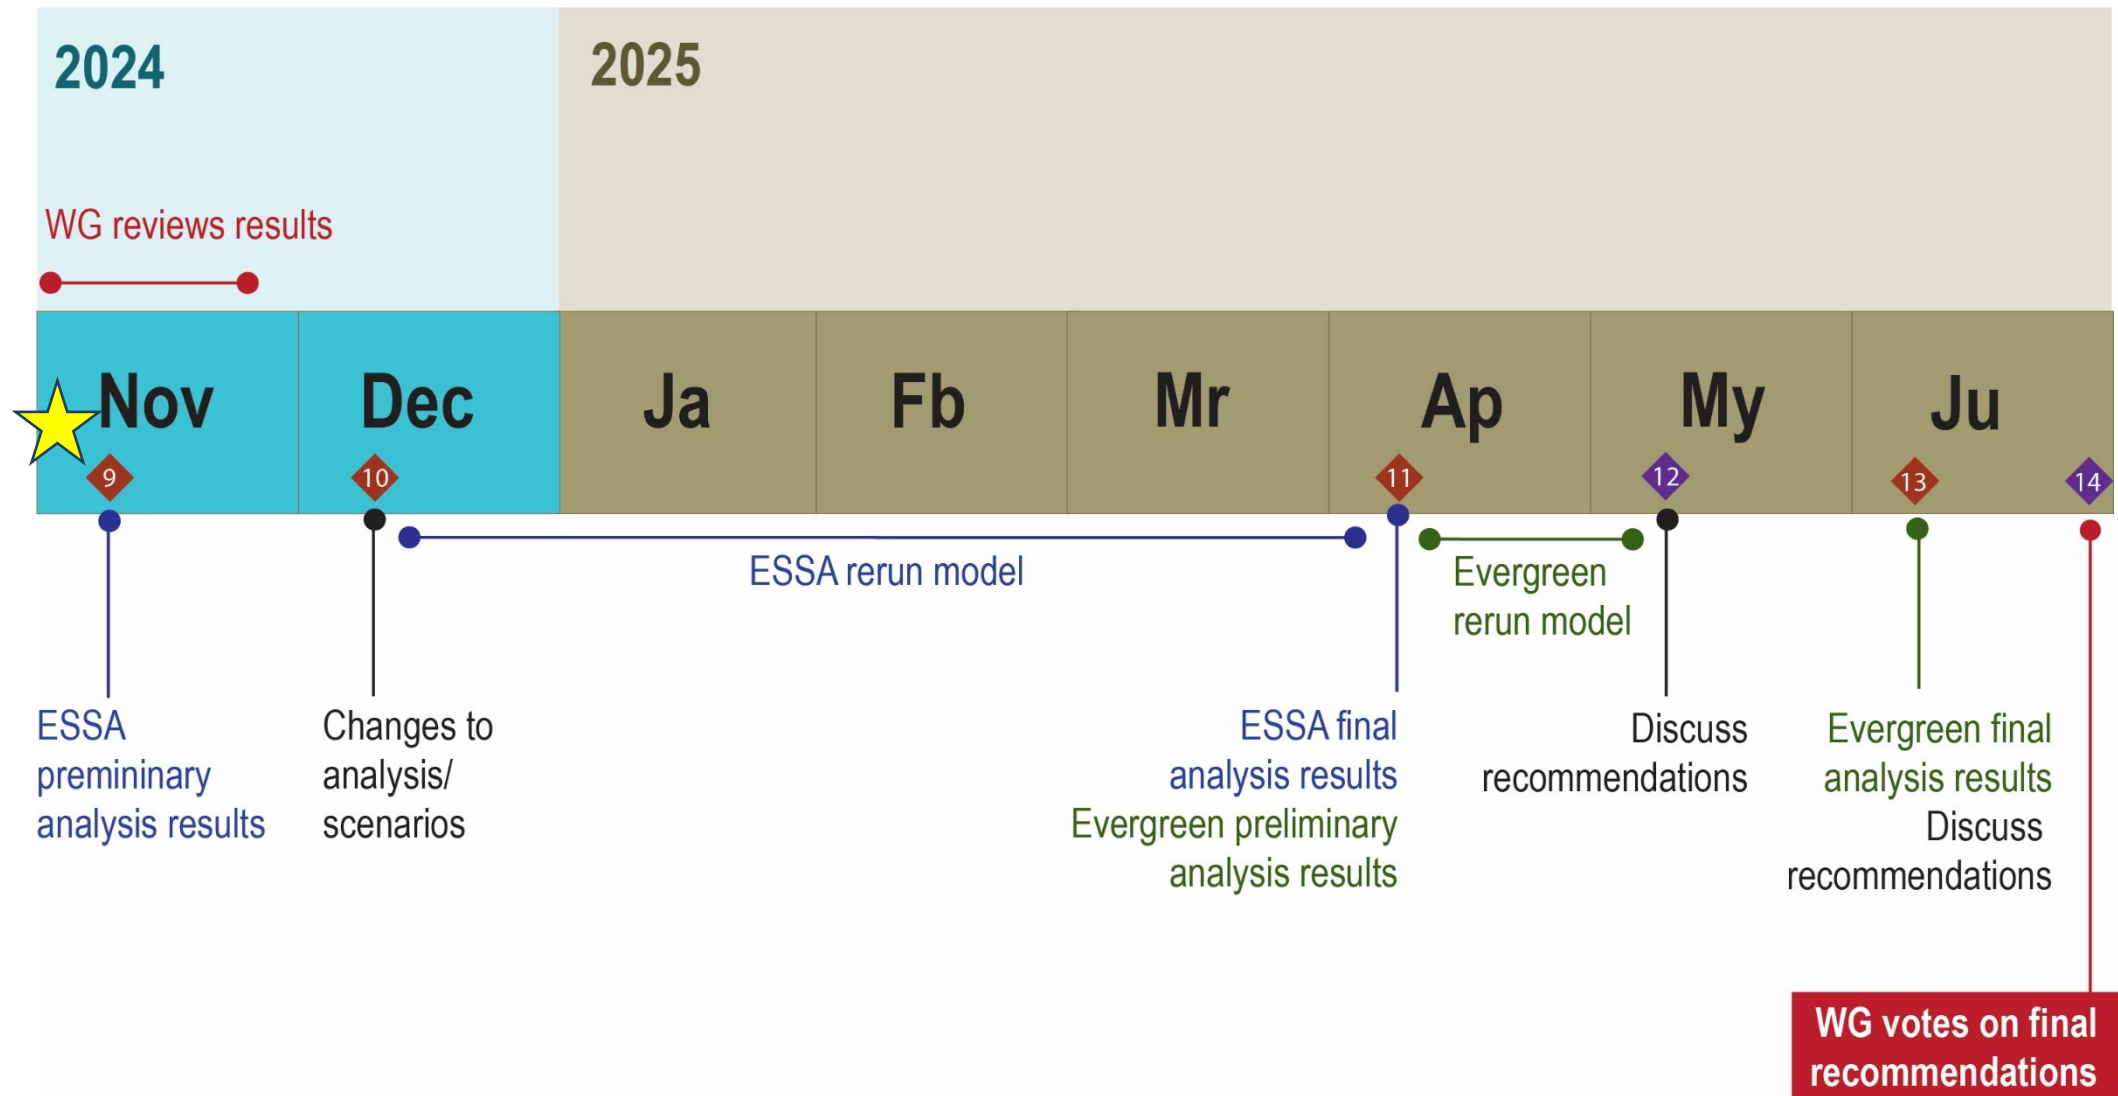 2024
2025
WG reviews results
Nov
Dec
Ja
Fb
Mr
Ap
My
Ju
9
10
11
12
13
14
ESSA rerun model
Evergreen
rerun model
ESSA
premininary
analysis results
Changes to
analysis/
scenarios
ESSA final
analysis results
Evergreen preliminary
analysis results
Discuss
recommendations
Evergreen final
analysis results
Discuss
recommendations
WG votes on final
recommendations